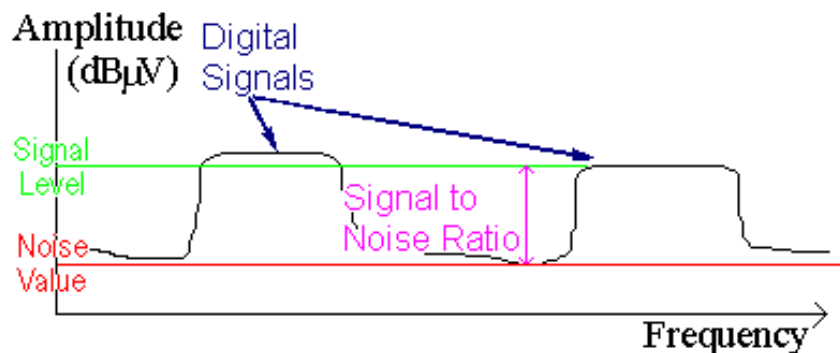 Amplitude
(dBµV)
Digital
Signals
Signal
Level
Signal to
Noise Ratio
Noise
Value
Frequency